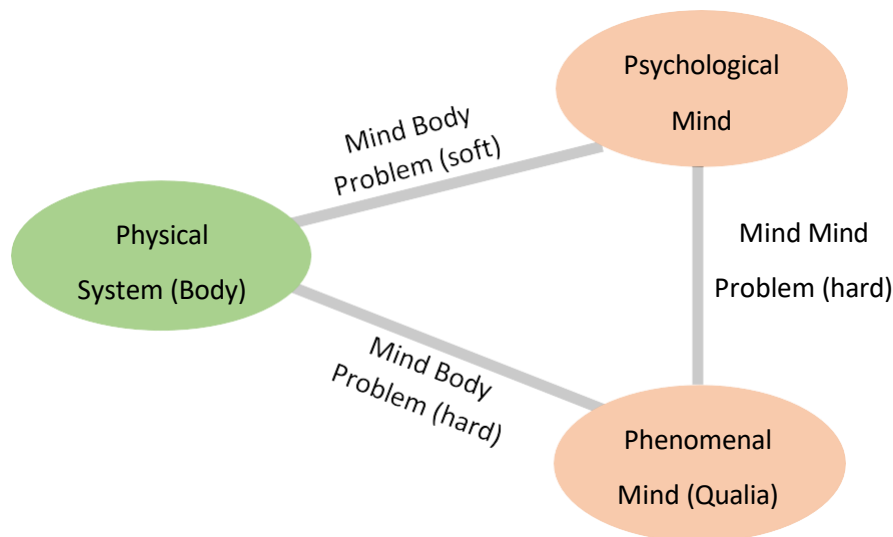 Psychological
Mind
Mind Body
Problem (soft)
Physical
System (Body)
Mind Mind
Problem (hard)
Mind Body
Problem (hard)
Phenomenal
Mind (Qualia)